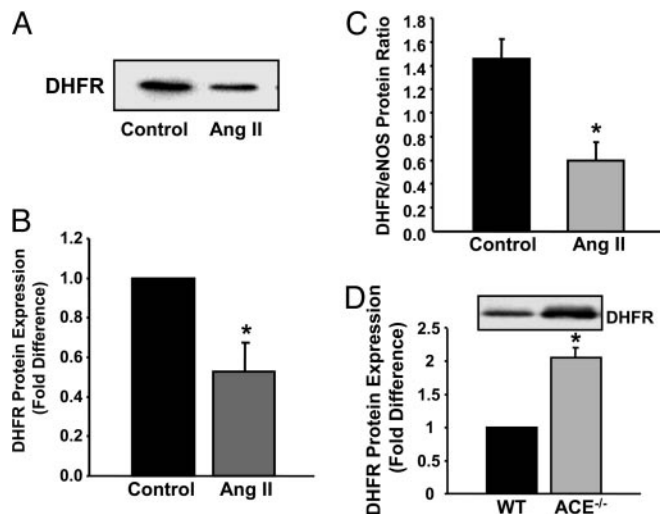 A
DHFR
Control Ang II
B
DHFR Protein Expression
(Fold Difference)
1.2
1.0
0.8
0.6
0.4
0.2
0.0
*
Control Ang II
C
DHFR/eNOS Protein Ratio
1.8
1.6
1.4
1.2
1.0
0.8
0.6
0.4
0.2
0.0
*
Control Ang II
D
DHFR
DHFR Protein Expression
(Fold Difference)
2.5
2
1.5
1
0.5
0
*
WT ACE-/-